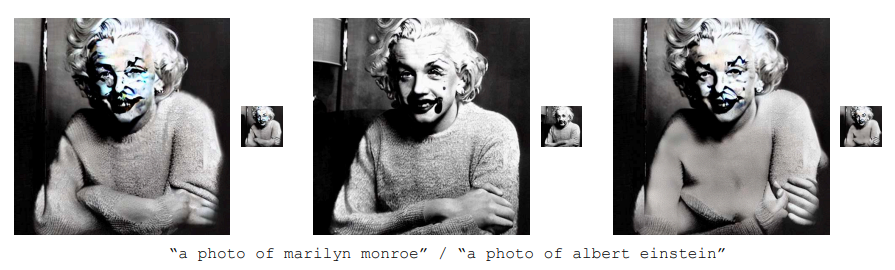 “a photo of marilyn monroe” / “a photo of albert einstein”